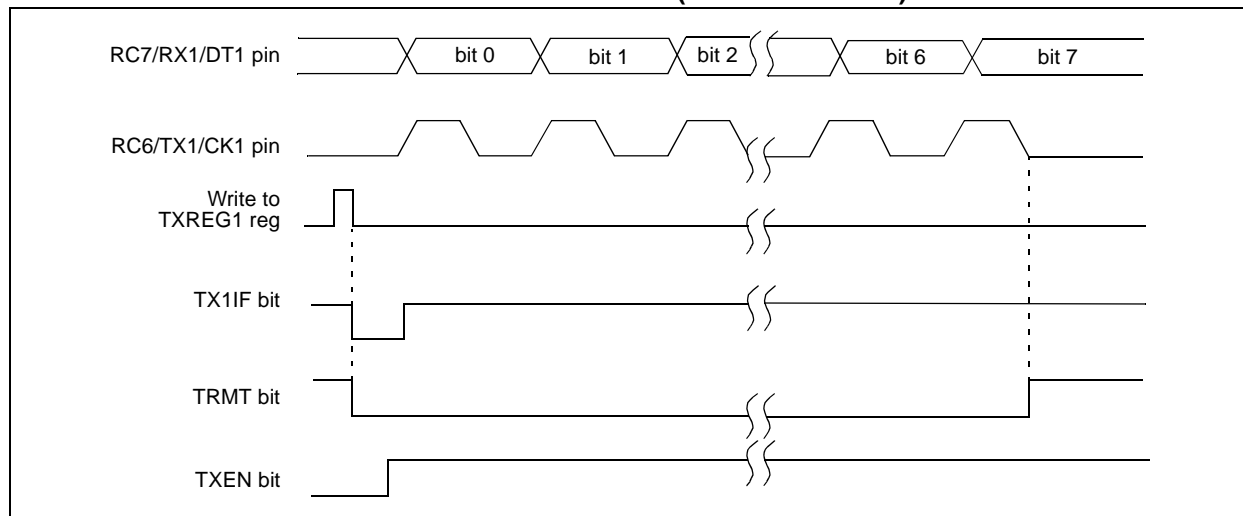 RC7/RX1/DT1 pin
bit 0
bit 1
bit 2
bit 6
bit 7
RC6/TX1/CK1 pin
Write to
TXREG1 reg
TX1IF bit
TRMT bit
TXEN bit